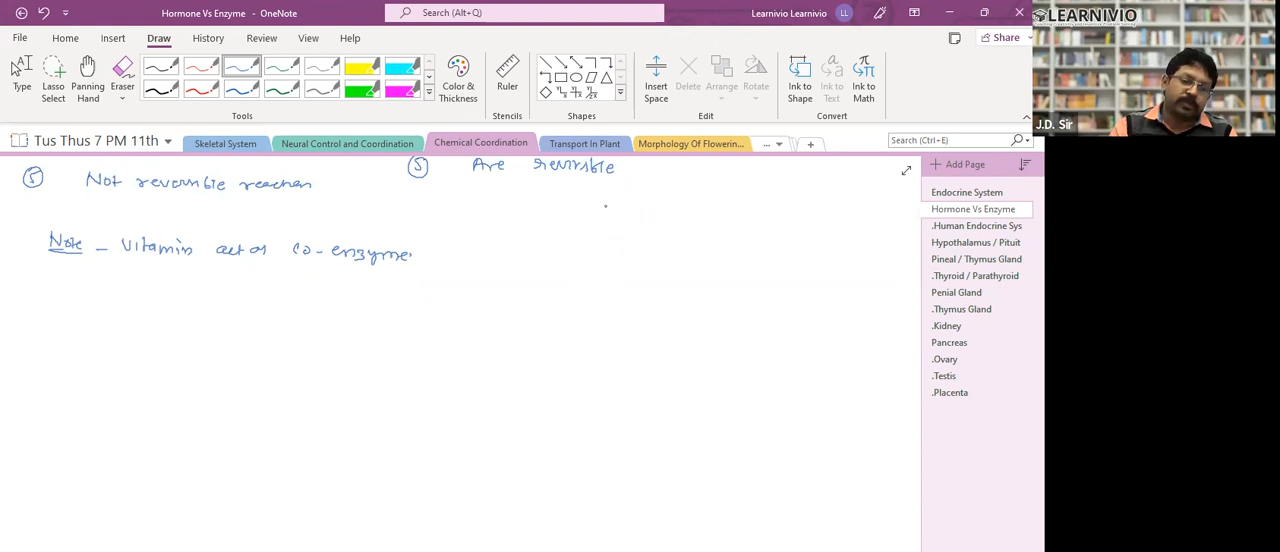 Hormone Vs Enzyme - OneNote
Search (Alt+Q)
Learnivio Learnivio
LL
File
Home
Insert
Draw
History
Review
View
Help
Share
Type
Lasso Select
Panning Hand
Eraser
Color & Thickness
Ruler
Insert Space
Delete
Arrange
Rotate
Ink to Shape
Ink to Text
Ink to Math
Tools
Stencils
Shapes
Edit
Convert
Tus Thus 7 PM 11th
Skeletal System
Neural Control and Coordination
Chemical Coordination
Transport In Plant
Morphology Of Flowerin
...
Search (Ctrl+E)
5 Not reversible reaction
5 Are reversible
Note - Vitamin act as Co-enzyme.
Add Page
Endocrine System
Hormone Vs Enzyme
.Human Endocrine Sys
Hypothalamus / Pituit
Pineal / Thymus Gland
.Thyroid / Parathyroid
Penial Gland
.Thymus Gland
.Kidney
Pancreas
.Ovary
.Testis
.Placenta
LEARNIVIO
J.D. Sir